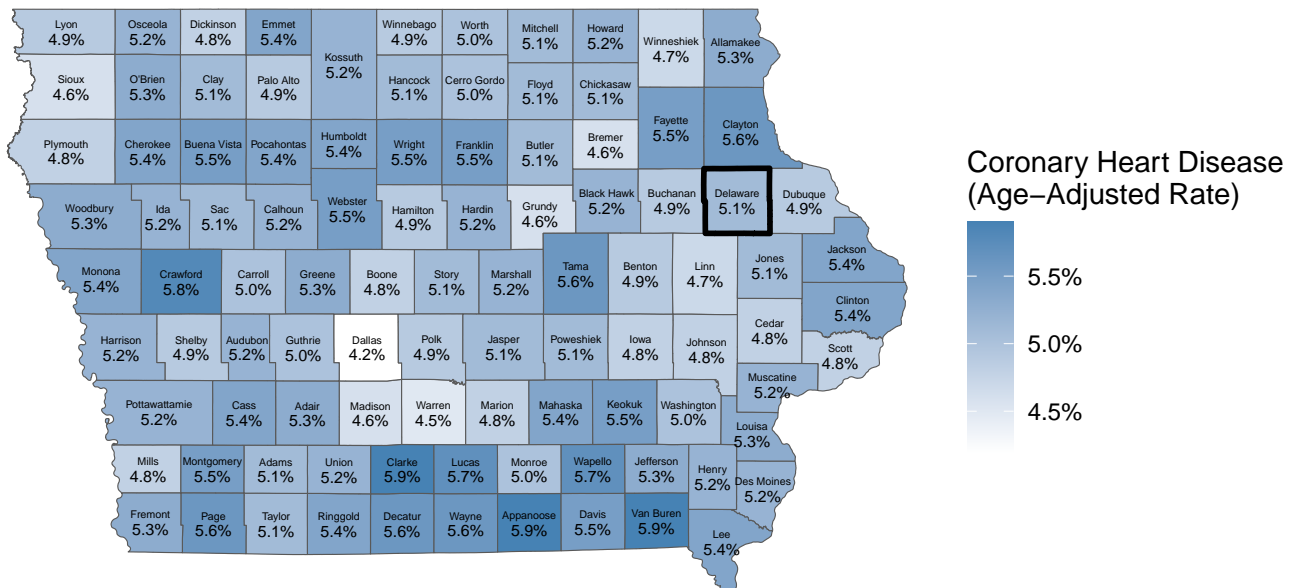 Lyon
4.9%
Osceola
5.2%
Dickinson
4.8%
Emmet
5.4%
Kossuth
5.2%
Winnebago
4.9%
Worth
5.0%
Mitchell
5.1%
Howard
5.2%
Winneshiek
4.7%
Allamakee
5.3%
Sioux
4.6%
O'Brien
5.3%
Clay
5.1%
Palo Alto
4.9%
Hancock
5.1%
Cerro Gordo
5.0%
Floyd
5.1%
Chickasaw
5.1%
Plymouth
4.8%
Cherokee
5.4%
Buena Vista
5.5%
Pocahontas
5.4%
Humboldt
5.4%
Wright
5.5%
Franklin
5.5%
Butler
5.1%
Bremer
4.6%
Fayette
5.5%
Clayton
5.6%
Woodbury
5.3%
Ida
5.2%
Sac
5.1%
Calhoun
5.2%
Webster
5.5%
Hamilton
4.9%
Hardin
5.2%
Grundy
4.6%
Black Hawk
5.2%
Buchanan
4.9%
Delaware
5.1%
Dubuque
4.9%
Monona
5.4%
Crawford
5.8%
Carroll
5.0%
Greene
5.3%
Boone
4.8%
Story
5.1%
Marshall
5.2%
Tama
5.6%
Benton
4.9%
Linn
4.7%
Jones
5.1%
Jackson
5.4%
Clinton
5.4%
Harrison
5.2%
Shelby
4.9%
Audubon
5.2%
Guthrie
5.0%
Dallas
4.2%
Polk
4.9%
Jasper
5.1%
Poweshiek
5.1%
Iowa
4.8%
Johnson
4.8%
Cedar
4.8%
Scott
4.8%
Muscatine
5.2%
Pottawattamie
5.2%
Cass
5.4%
Adair
5.3%
Madison
4.6%
Warren
4.5%
Marion
4.8%
Mahaska
5.4%
Keokuk
5.5%
Washington
5.0%
Louisa
5.3%
Mills
4.8%
Montgomery
5.5%
Adams
5.1%
Union
5.2%
Clarke
5.9%
Lucas
5.7%
Monroe
5.0%
Wapello
5.7%
Jefferson
5.3%
Henry
5.2%
Des Moines
5.2%
Fremont
5.3%
Page
5.6%
Taylor
5.1%
Ringgold
5.4%
Decatur
5.6%
Wayne
5.6%
Appanoose
5.9%
Davis
5.5%
Van Buren
5.9%
Lee
5.4%
Coronary Heart Disease
(Age−Adjusted Rate)
5.5%
5.0%
4.5%